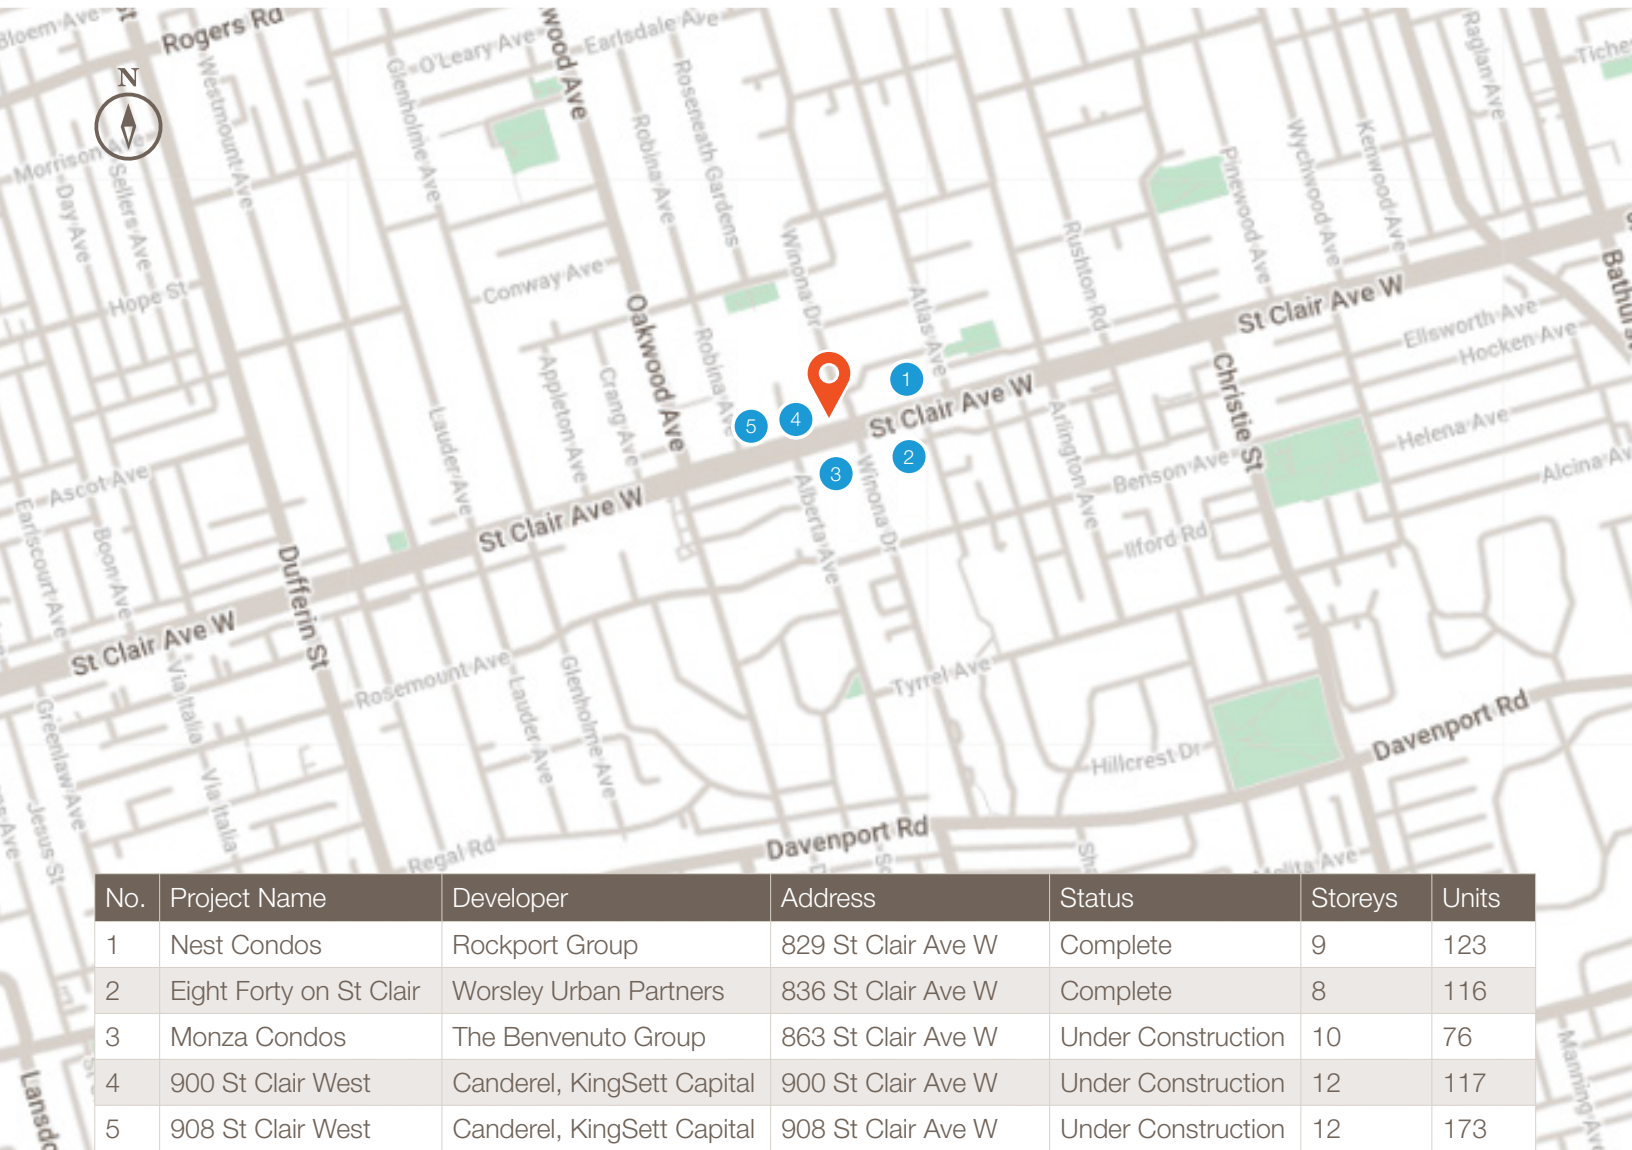 Bloem Ave
Rogers Rd
Oakwood Ave
O'Leary Ave
Earlsdale Ave
Raglan Ave
N
Westmount Ave
Glenholme Ave
Roseneath Gardens
Robina Ave
Morrison Ave
Day Ave
Sellers Ave
Pinewood Ave
Wychwood Ave
Kenwood Ave
Rushton Rd
Winona Dr
Atlas Ave
Hope St
Conway Ave
Oakwood Ave
Robina Ave
St Clair Ave W
Ellsworth Ave
Hocken Ave
Appleton Ave
Crang Ave
Lauder Ave
1
St Clair Ave W
4
5
2
3
Christie St
Helena Ave
Arlington Ave
Benson Ave
Alcina Av
Ascot Ave
Earlscourt Ave
Boon Ave
St Clair Ave W
Alberta Ave
Winona Dr
Ilford Rd
Dufferin St
St Clair Ave W
Via Italia
Rosemount Ave
Lauder Ave
Glenholme Ave
Tyrrel Ave
Greenlaw Ave
Via Italia
Jesus St
Hillcrest Dr
Davenport Rd
Davenport Rd
Regal Rd
Melita Ave
Manning Av
No. Project Name Developer Address Status Storeys Units
1 Nest Condos Rockport Group 829 St Clair Ave W Complete 9 123
2 Eight Forty on St Clair Worsley Urban Partners 836 St Clair Ave W Complete 8 116
3 Monza Condos The Benvenuto Group 863 St Clair Ave W Under Construction 10 76
4 900 St Clair West Canderel, KingSett Capital 900 St Clair Ave W Under Construction 12 117
5 908 St Clair West Canderel, KingSett Capital 908 St Clair Ave W Under Construction 12 173